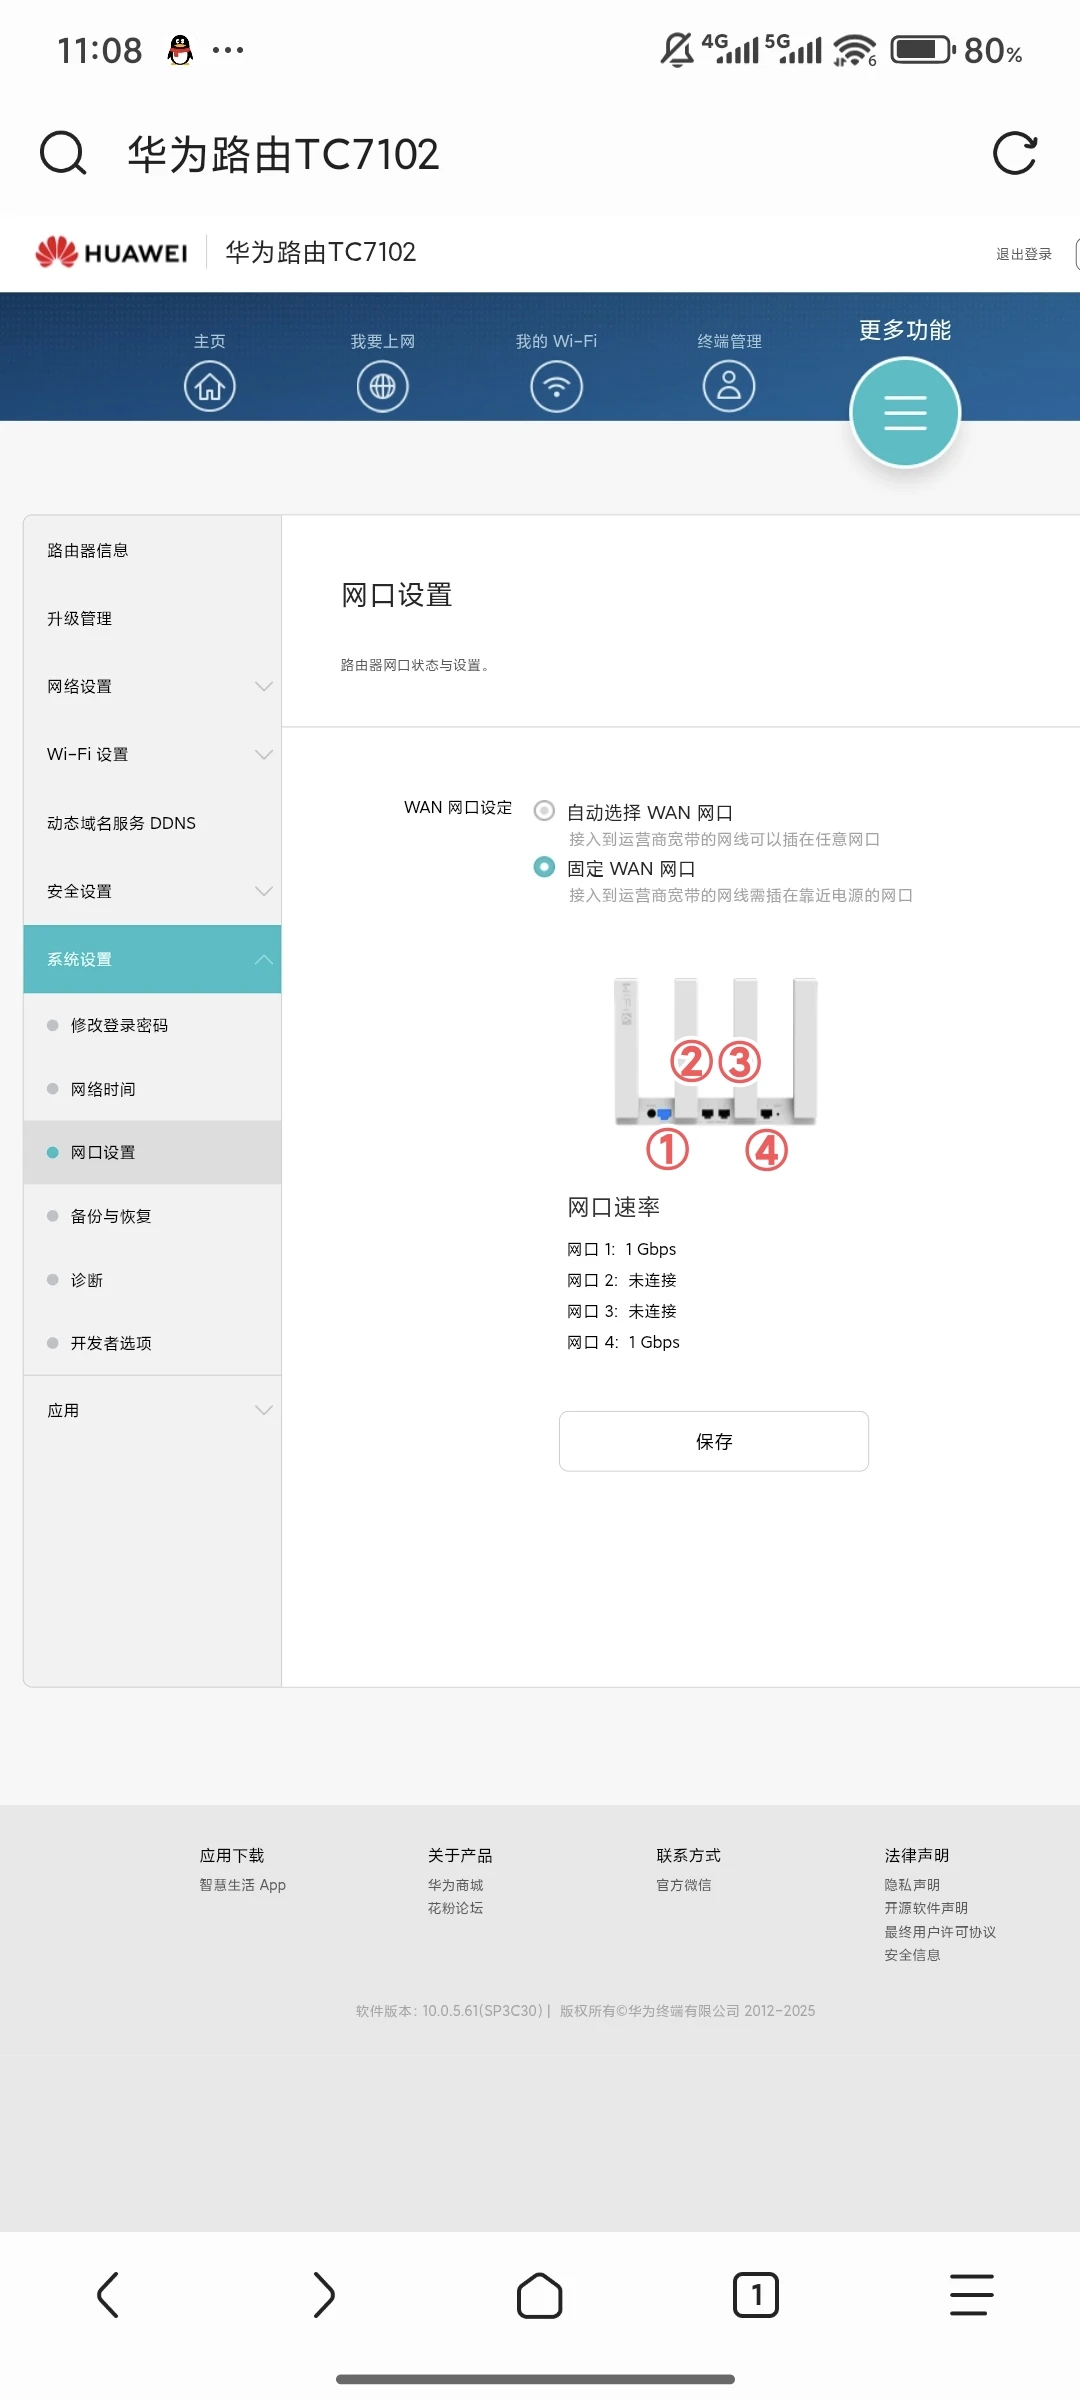 11:08
4G
5G
6
80%
华为路由TC7102
HUAWEI
华为路由TC7102
退出登录
主页
我要上网
我的 Wi-Fi
终端管理
更多功能
路由器信息
升级管理
网络设置
Wi-Fi 设置
动态域名服务 DDNS
安全设置
系统设置
修改登录密码
网络时间
网口设置
备份与恢复
诊断
开发者选项
应用
网口设置
路由器网口状态与设置。
WAN 网口设定
自动选择 WAN 网口
接入到运营商宽带的网线可以插在任意网口
固定 WAN 网口
接入到运营商宽带的网线需插在靠近电源的网口
②③
①
④
网口速率
网口 1: 1 Gbps
网口 2: 未连接
网口 3: 未连接
网口 4: 1 Gbps
保存
应用下载
智慧生活 App
关于产品
华为商城
花粉论坛
联系方式
官方微信
法律声明
隐私声明
开源软件声明
最终用户许可协议
安全信息
软件版本: 10.0.5.61(SP3C30) | 版权所有©华为终端有限公司 2012-2025
1